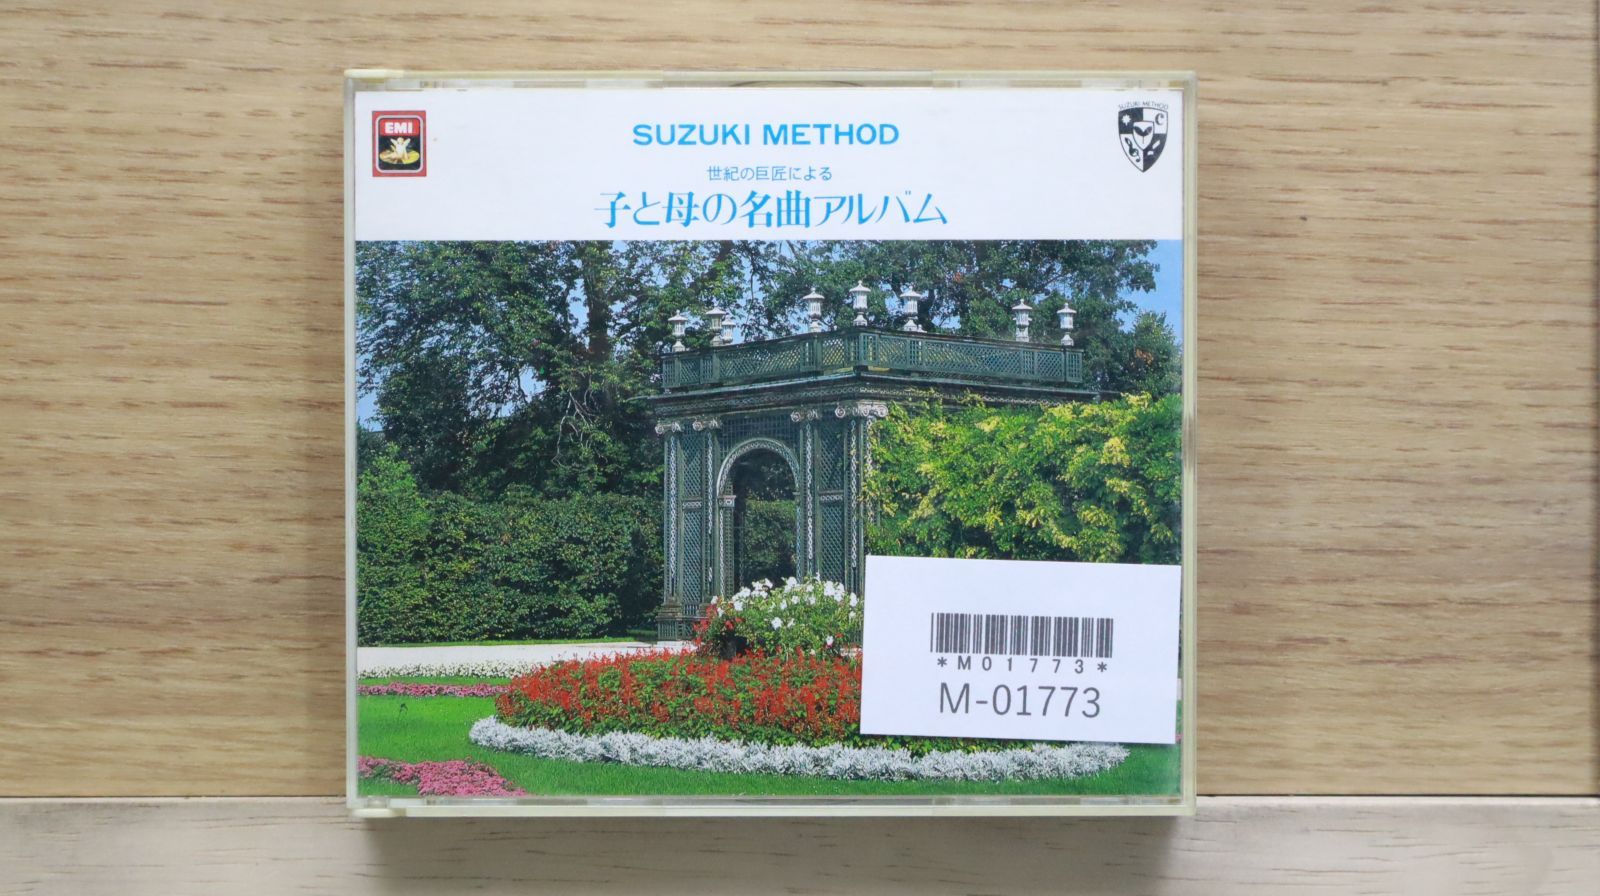 EMI
SUZUKI METHOD
SUZUKI METHOD
C
世紀の巨匠による
子と母の名曲アルバム
*M01773*
M-01773